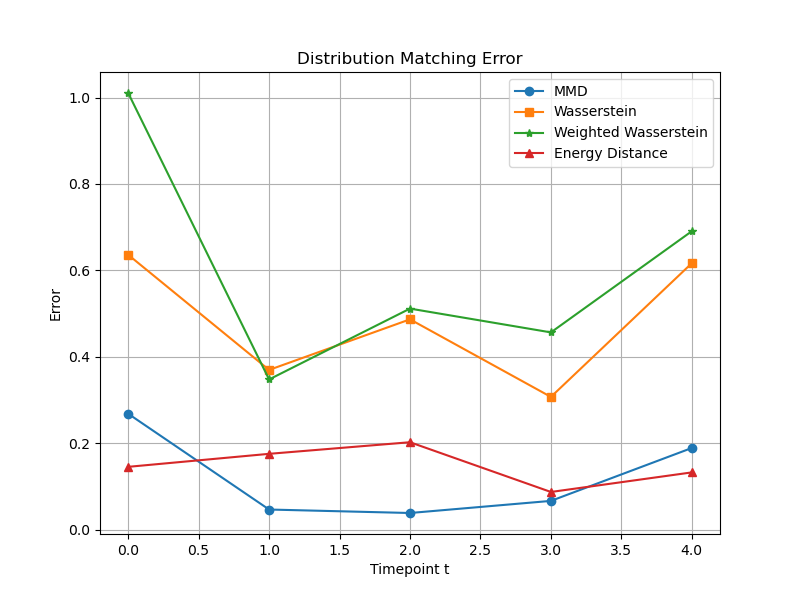 Distribution Matching Error
MMD
Wasserstein
Weighted Wasserstein
Energy Distance
Error
1.0
0.8
0.6
0.4
0.2
0.0
0.0 0.5 1.0 1.5 2.0 2.5 3.0 3.5 4.0
Timepoint t